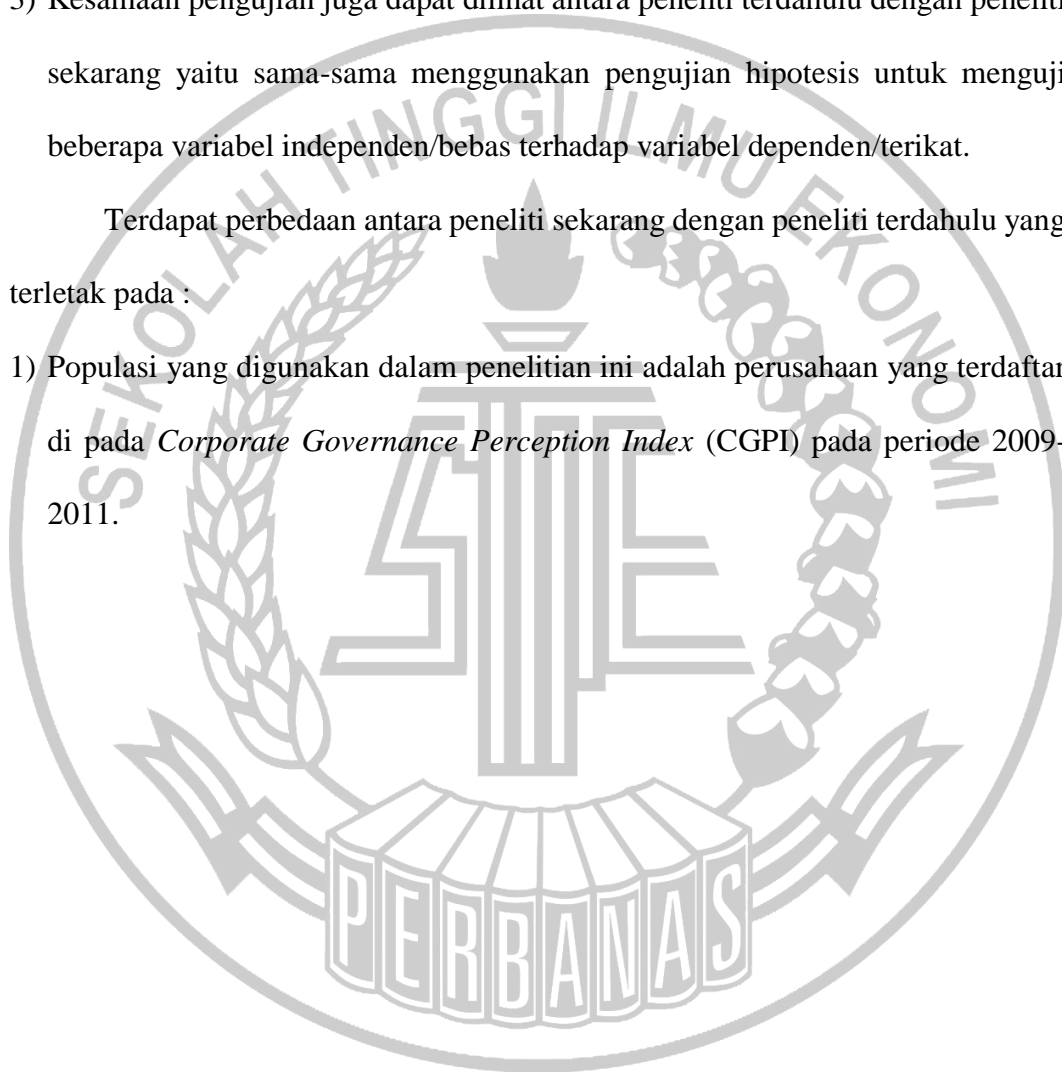 3) Kesamaan pengujian juga dapat dilihat antara peneliti terdahulu dengan peneliti
sekarang yaitu sama-sama menggunakan pengujian hipotesis untuk menguji
beberapa variabel independen/bebas terhadap variabel dependen/terikat.
Terdapat perbedaan antara peneliti sekarang dengan peneliti terdahulu yang
terletak pada :
1) Populasi yang digunakan dalam penelitian ini adalah perusahaan yang terdaftar
di pada Corporate Governance Perception Index (CGPI) pada periode 2009-
2011.
SEKOLAH TINGGI ILMU EKONOMI
PERBANAS